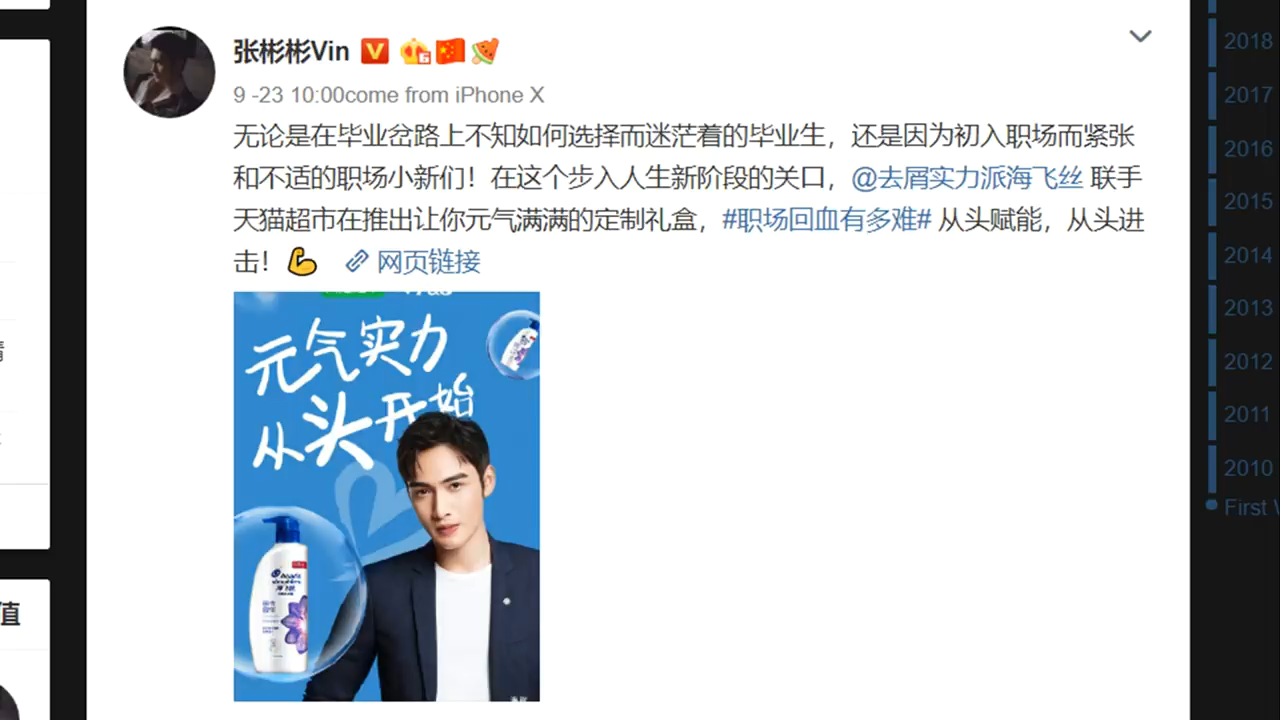 张彬彬Vin
9 -23 10:00come from iPhone X
无论是在毕业岔路上不知如何选择而迷茫着的毕业生，还是因为初入职场而紧张
和不适的职场小新们！在这个步入人生新阶段的关口，@去屑实力派海飞丝 联手
天猫超市在推出让你元气满满的定制礼盒，#职场回血有多难# 从头赋能，从头进
击！ 💪 网页链接
元气实力
从头开始
值
2018
2017
2016
2015
2014
2013
2012
2011
2010
First